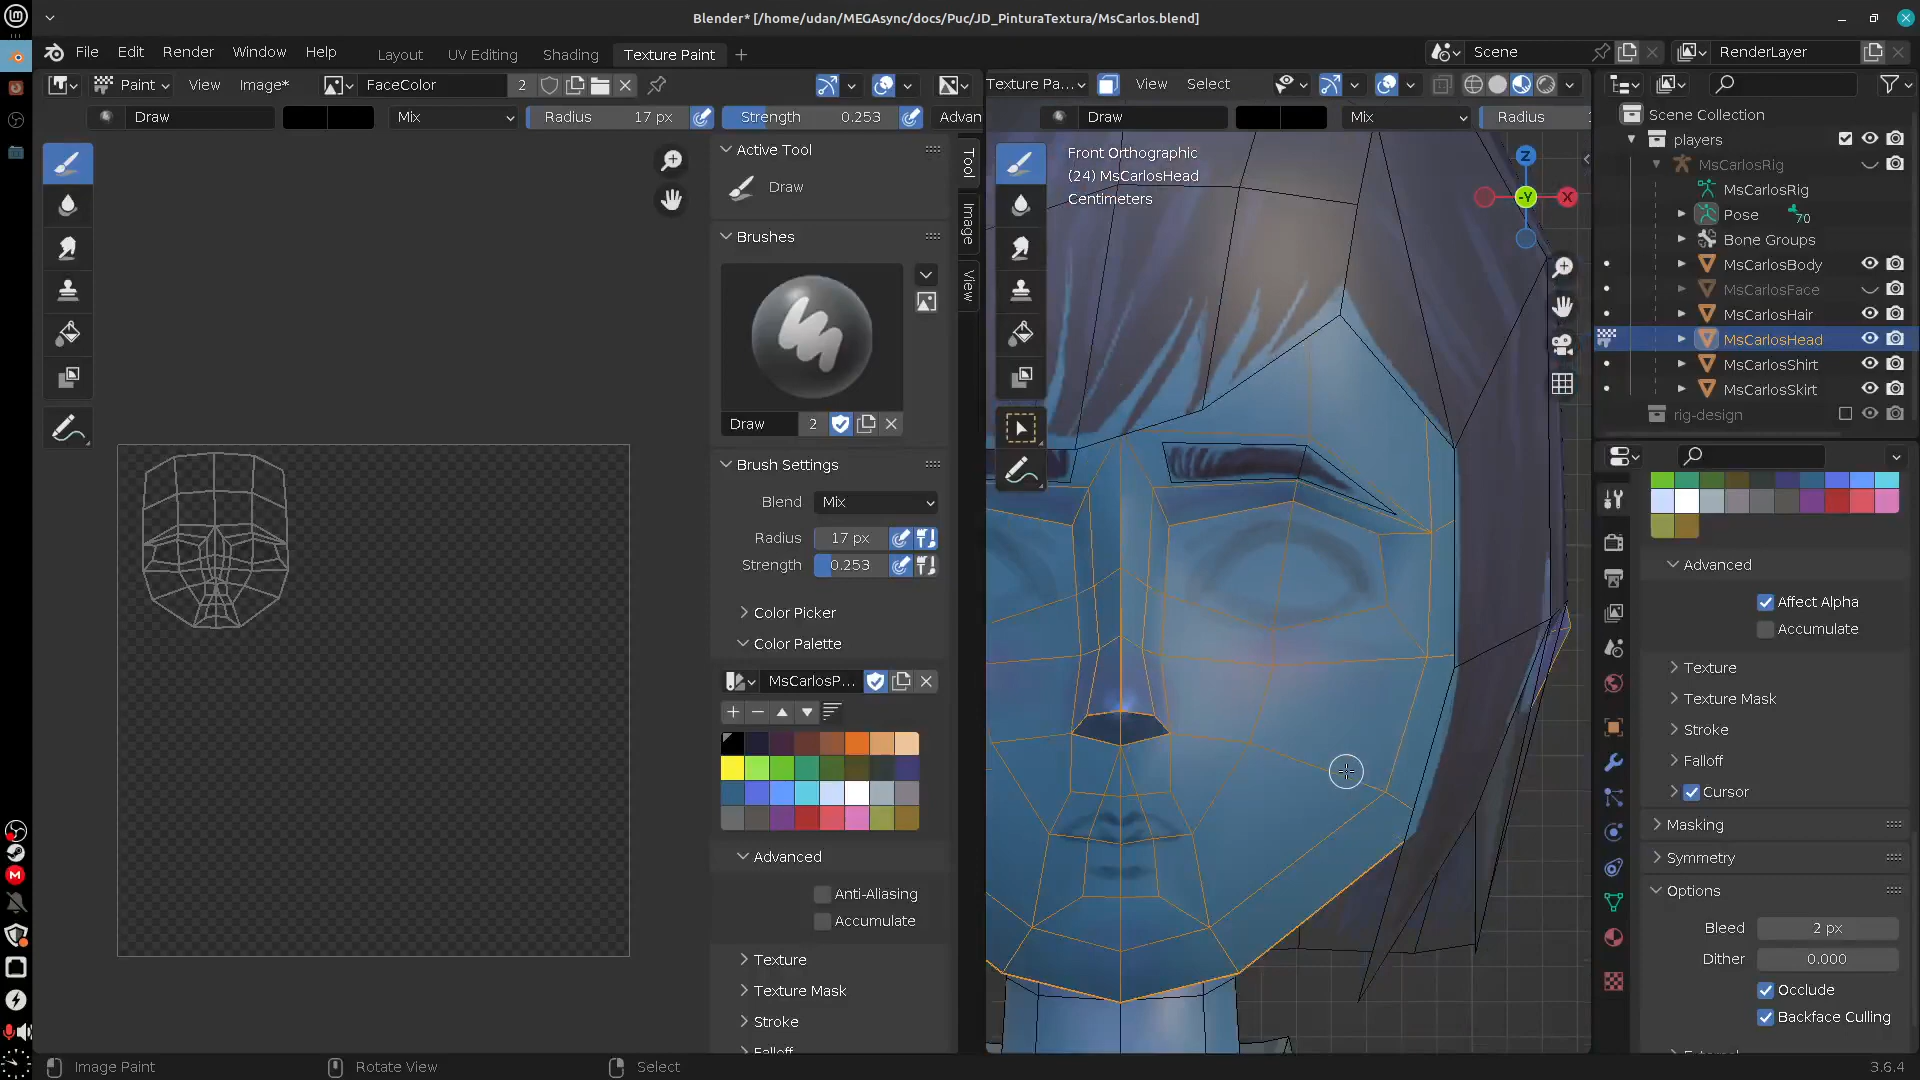 Blender* [/home/udan/MEGAsync/docs/Puc/JD_PinturaTextura/MsCarlos.blend]
File Edit Render Window Help Layout UV Editing Shading Texture Paint + Scene RenderLayer
Paint View Image* FaceColor 2
Draw Mix Radius 17 px Strength 0.253 Advan
Active Tool
Draw
Brushes
Draw 2
Brush Settings
Blend Mix
Radius 17 px
Strength 0.253
Color Picker
Color Palette
MsCarlosP...
Advanced
Anti-Aliasing
Accumulate
Texture
Texture Mask
Stroke
Falloff
Tool
Image
View
Texture Pa... View Select
Draw Mix Radius
Front Orthographic
(24) MsCarlosHead
Centimeters
Z
-Y
X
Scene Collection
players
MsCarlosRig
MsCarlosRig
Pose 70
Bone Groups
MsCarlosBody
MsCarlosFace
MsCarlosHair
MsCarlosHead
MsCarlosShirt
MsCarlosSkirt
rig-design
Advanced
Affect Alpha
Accumulate
Texture
Texture Mask
Stroke
Falloff
Cursor
Masking
Symmetry
Options
Bleed 2 px
Dither 0.000
Occlude
Backface Culling
Image Paint Rotate View Select 3.6.4